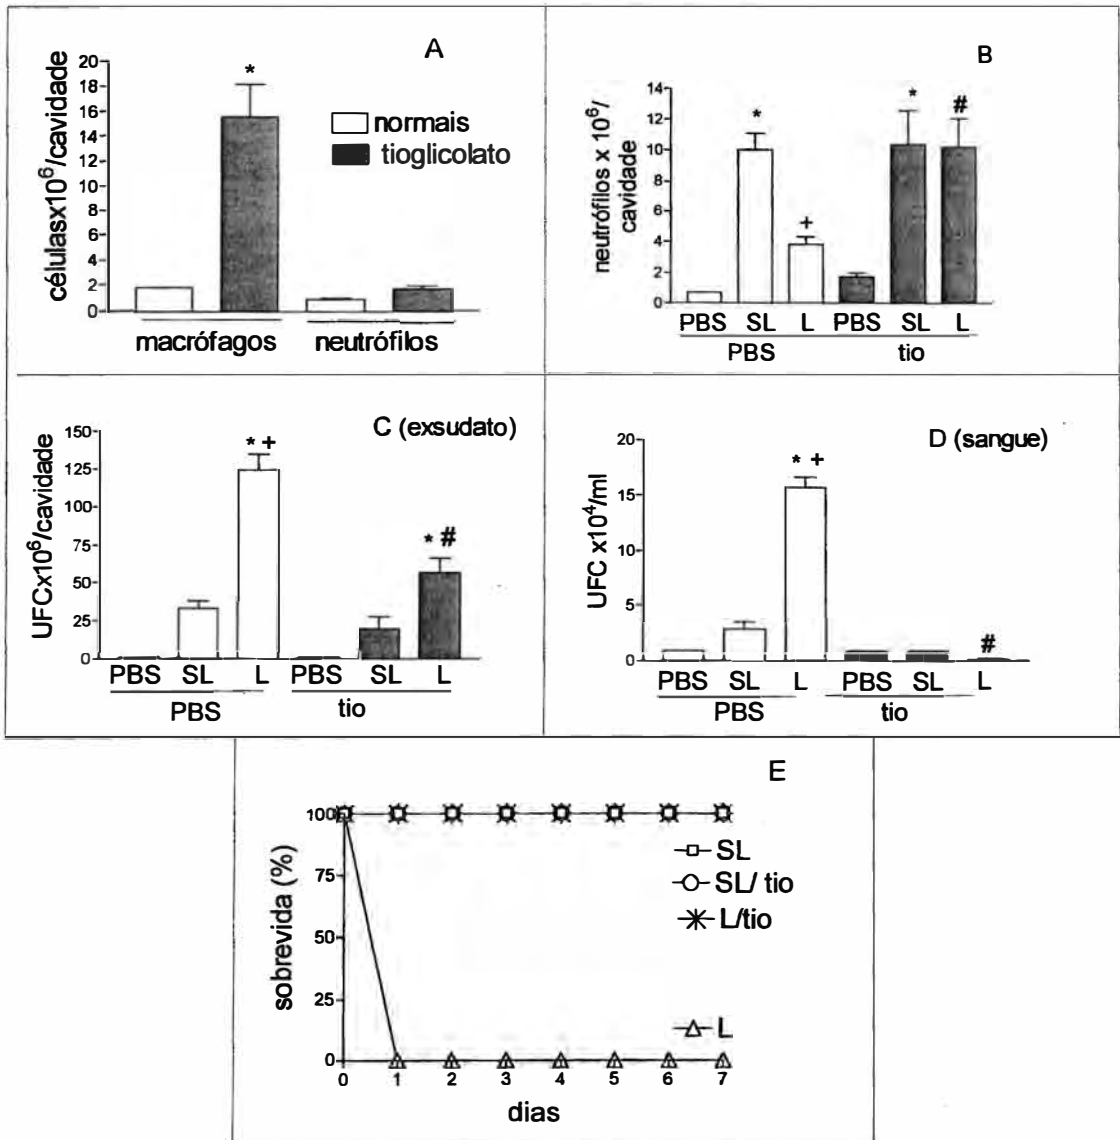 A
células x10⁶/cavidade
20
18
16
14
12
10
8
6
4
2
0
*
normais
tioglicolato
macrófagos neutrófilos
B
neutrófilos x 10⁶/
cavidade
14
12
10
8
6
4
2
0
* + * #
PBS SL L PBS SL L
PBS tio
C (exsudato)
UFCx10⁶/cavidade
150
125
100
75
50
25
0
* + * #
PBS SL L PBS SL L
PBS tio
D (sangue)
UFC x10⁴/ml
20
15
10
5
0
* + #
PBS SL L PBS SL L
PBS tio
E
sobrevida (%)
100
75
50
25
0
SL
SL/ tio
L/tio
L
0 1 2 3 4 5 6 7
dias